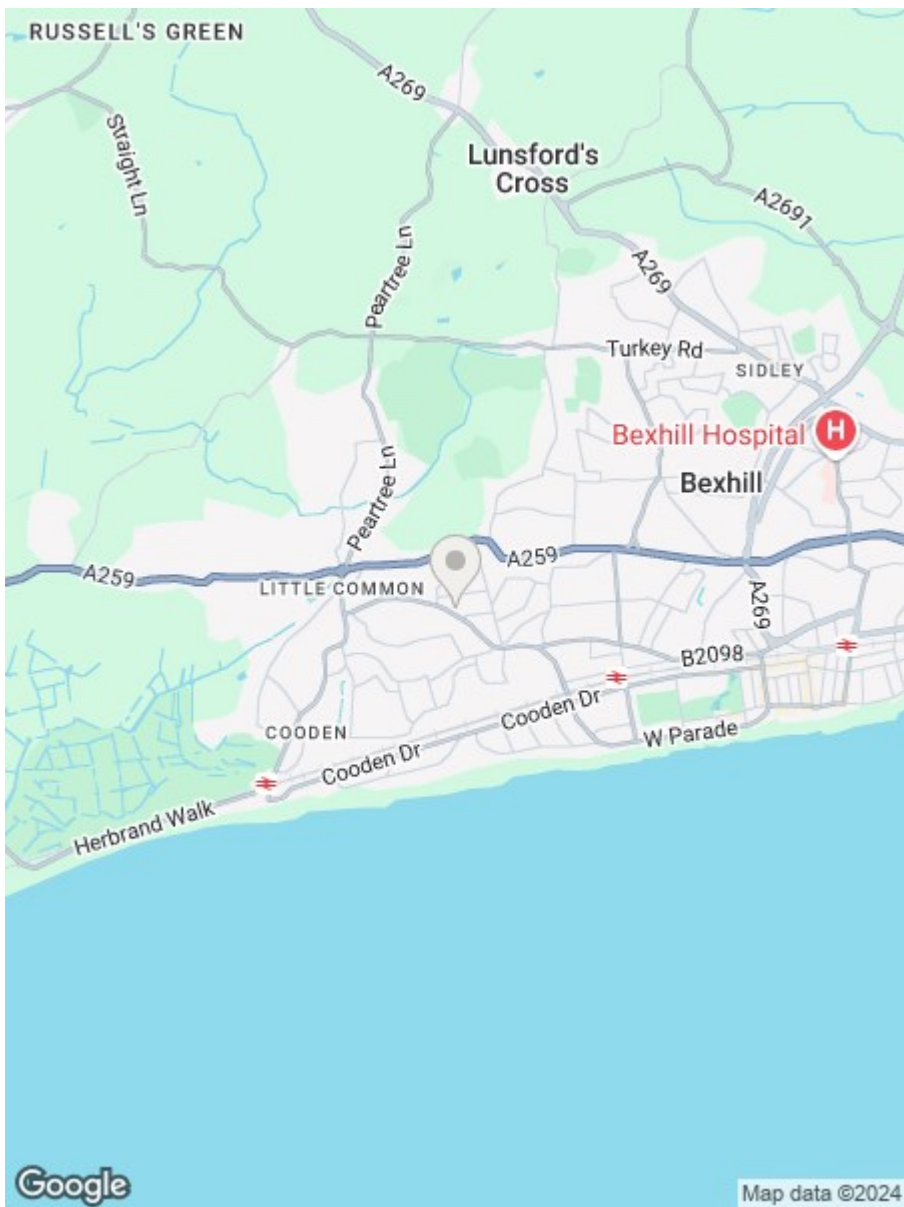 RUSSELL'S GREEN
A269
Straight Ln
Lunsford's
Cross
A2691
Peartree Ln
A269
Turkey Rd
SIDLEY
Bexhill Hospital
H
Bexhill
Peartree Ln
A259
A259
LITTLE COMMON
A269
B2098
Cooden Dr
COODEN
W Parade
Cooden Dr
Herbrand Walk
Google
Map data ©2024